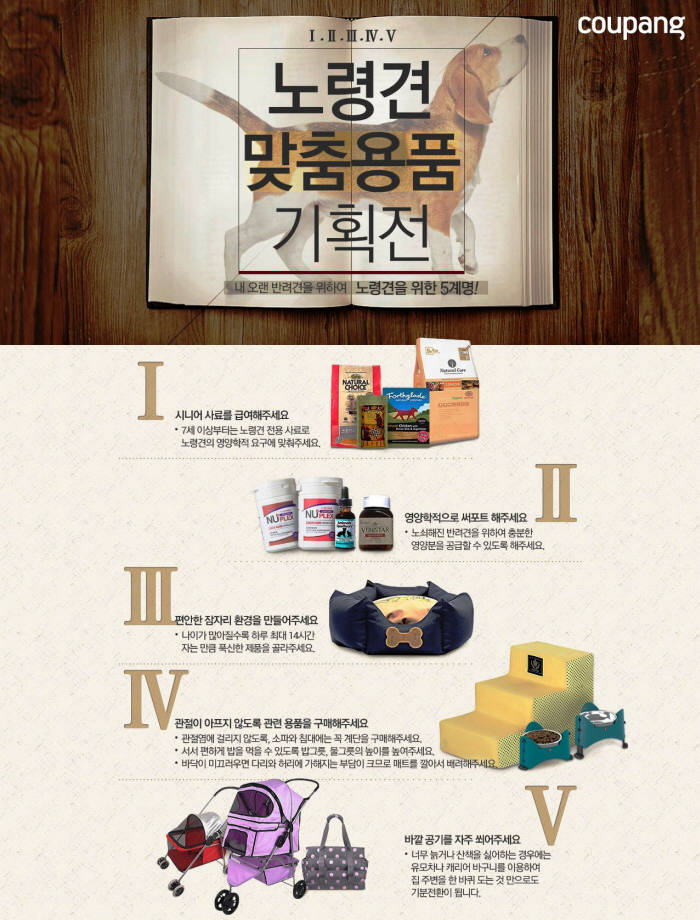 coupang
I . II . III . IV . V
노령견
맞춤용품
기획전
내 오랜 반려견을 위하여 노령견을 위한 5계명!
I
시니어 사료를 급여해주세요
• 7세 이상부터는 노령견 전용 사료로
노령견의 영양학적 요구에 맞춰주세요.
NATURAL
CHOICE
Forthglade
Natural Core
II
영양학적으로 써포트 해주세요
• 노쇠해진 반려견을 위하여 충분한
영양분을 공급할 수 있도록 해주세요.
NU
PLEX
NU
PLEX
III
편안한 잠자리 환경을 만들어주세요
• 나이가 많아질수록 하루 최대 14시간
자는 만큼 푹신한 제품을 골라주세요.
IV
관절이 아프지 않도록 관련 용품을 구매해주세요
• 관절염에 걸리지 않도록, 소파와 침대에는 꼭 계단을 구매해주세요.
• 서서 편하게 밥을 먹을 수 있도록 밥그릇, 물그릇의 높이를 높여주세요.
• 바닥이 미끄러우면 다리와 허리에 가해지는 부담이 크므로 매트를 깔아서 배려해주세요.
V
바깥 공기를 자주 쐬어주세요
• 너무 늙거나 산책을 싫어하는 경우에는
유모차나 캐리어 바구니를 이용하여
집 주변을 한 바퀴 도는 것 만으로도
기분전환이 됩니다.